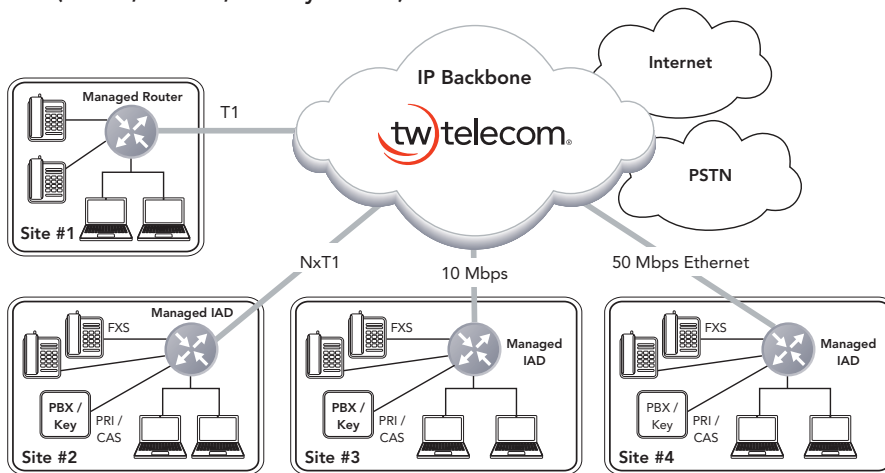 Internet
IP Backbone
tw telecom®
PSTN
Managed Router
T1
Site #1
NxT1
10 Mbps
50 Mbps Ethernet
Managed IAD
FXS
PBX /
Key
PRI /
CAS
Site #2
FXS
Managed
IAD
PBX /
Key
PRI /
CAS
Site #3
FXS
Managed
IAD
PBX /
Key
PRI /
CAS
Site #4